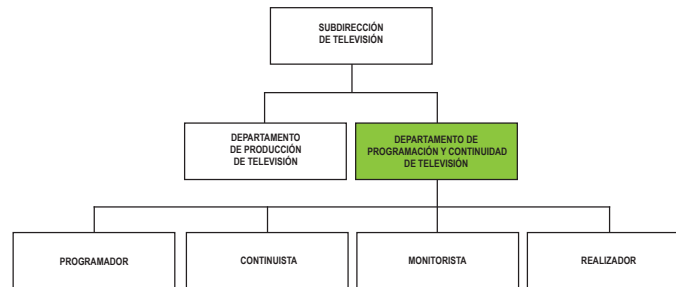 SUBDIRECCIÓN
DE TELEVISIÓN
DEPARTAMENTO
DE PRODUCCIÓN
DE TELEVISIÓN
DEPARTAMENTO DE
PROGRAMACIÓN Y CONTINUIDAD
DE TELEVISIÓN
PROGRAMADOR
CONTINUISTA
MONITORISTA
REALIZADOR